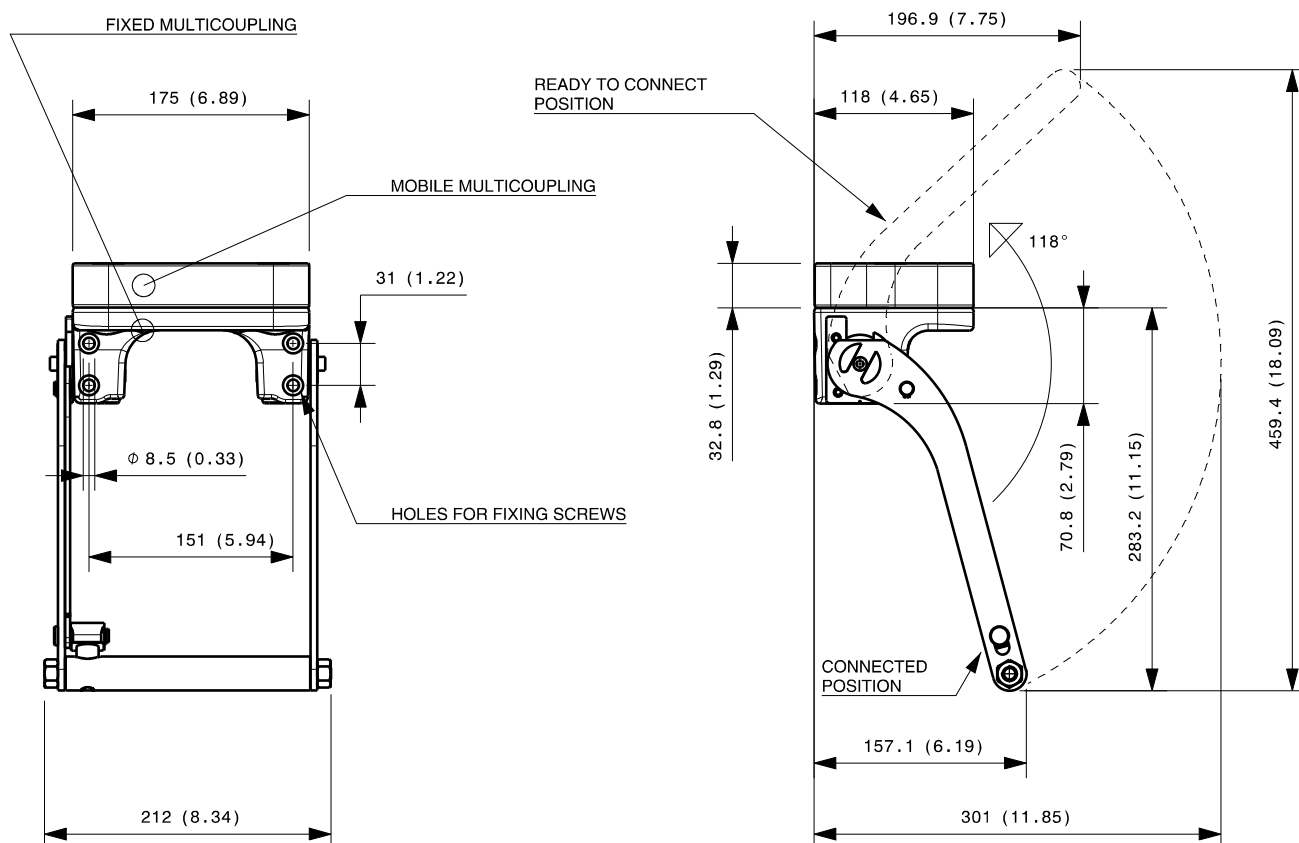 FIXED MULTICOUPLING
196.9 (7.75)
175 (6.89)
READY TO CONNECT
POSITION
118 (4.65)
MOBILE MULTICOUPLING
118°
31 (1.22)
32.8 (1.29)
459.4 (18.09)
Φ 8.5 (0.33)
70.8 (2.79)
283.2 (11.15)
HOLES FOR FIXING SCREWS
151 (5.94)
CONNECTED
POSITION
157.1 (6.19)
212 (8.34)
301 (11.85)